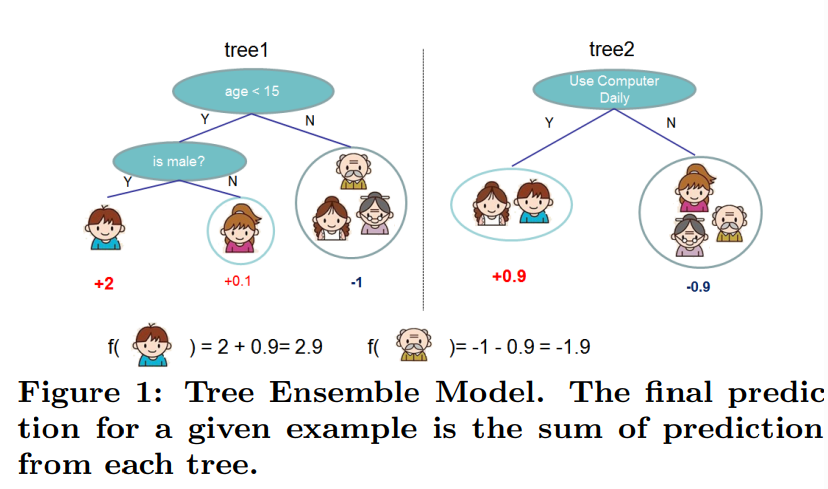 tree1
tree2
age < 15
Use Computer
Daily
Y
N
Y
N
is male?
Y
N
+2
+0.1
-1
+0.9
-0.9
f( ) = 2 + 0.9= 2.9
f( )= -1 - 0.9 = -1.9
Figure 1: Tree Ensemble Model. The final predic
tion for a given example is the sum of prediction
from each tree.